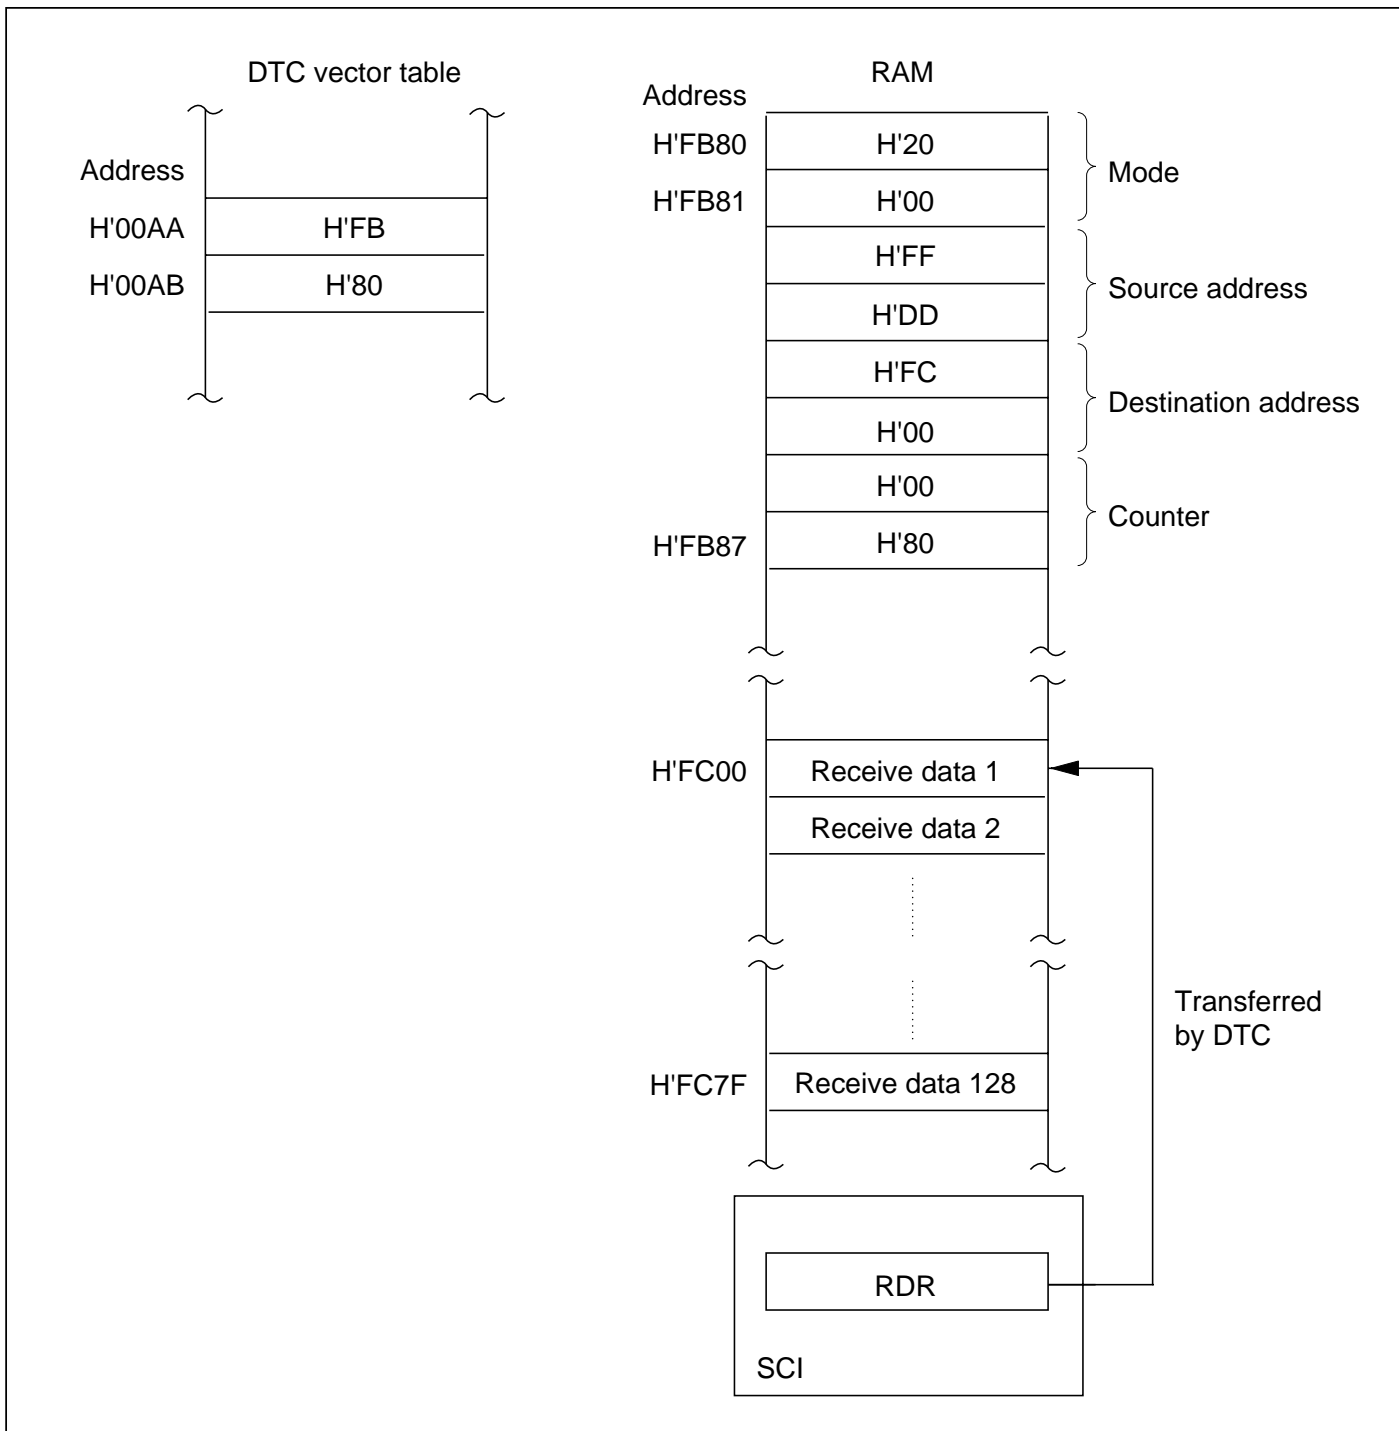 DTC vector table
Address
H'00AA H'FB
H'00AB H'80
RAM
Address
H'FB80 H'20
Mode
H'FB81 H'00
H'FF
Source address
H'DD
H'FC
Destination address
H'00
H'00
Counter
H'FB87 H'80
H'FC00 Receive data 1
Receive data 2
Transferred
by DTC
H'FC7F Receive data 128
RDR
SCI